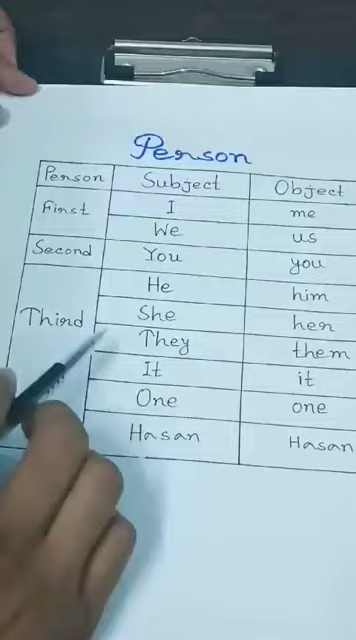 Person
Person Subject Object
First I me
We us
Second You you
He him
Third She her
They them
It it
One one
Hasan Hasan